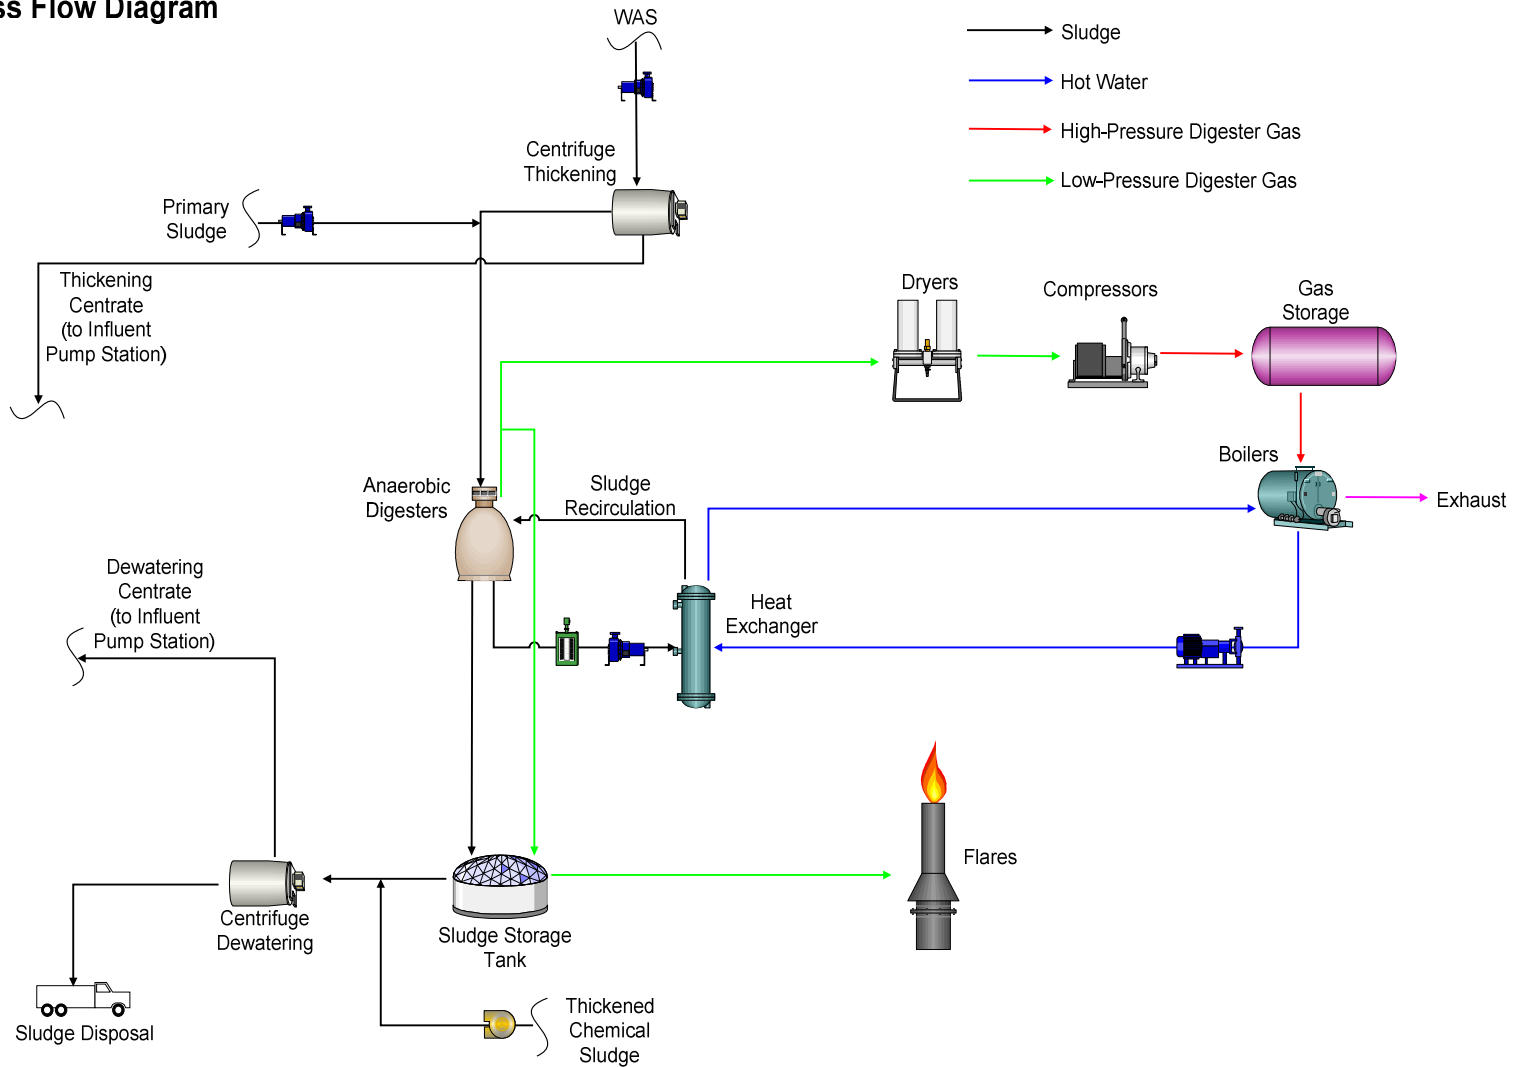 ss Flow Diagram
WAS
Sludge
Hot Water
High-Pressure Digester Gas
Low-Pressure Digester Gas
Centrifuge
Thickening
Primary
Sludge
Thickening
Centrate
(to Influent
Pump Station)
Dryers
Compressors
Gas
Storage
Boilers
Exhaust
Anaerobic
Digesters
Sludge
Recirculation
Heat
Exchanger
Dewatering
Centrate
(to Influent
Pump Station)
Flares
Centrifuge
Dewatering
Sludge Storage
Tank
Sludge Disposal
Thickened
Chemical
Sludge